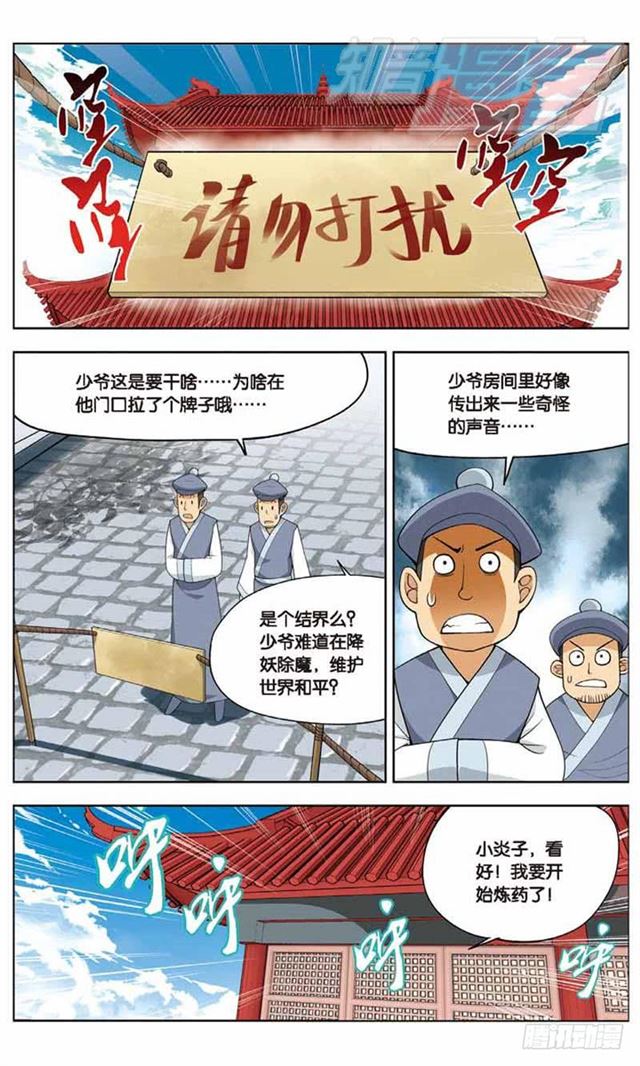 请勿打扰
少爷这是要干啥……为啥在
他门口拉了个牌子哦……
是个结界么？
少爷难道在降
妖除魔，维护
世界和平？
少爷房间里好像
传出来一些奇怪
的声音……
小炎子，看
好！我要开
始炼药了！
呼
呼
呼
呼
腾讯动漫